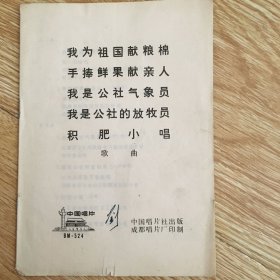 我为祖国献粮棉
手捧鲜果献亲人
我是公社气象员
我是公社的放牧员
积肥小唱
歌曲
中国唱片
BM-524
中国唱片社出版
成都唱片厂印制